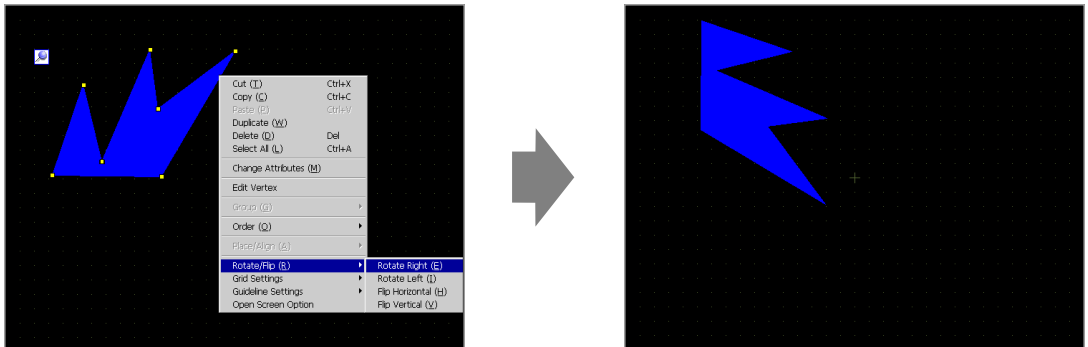 Cut (T) Ctrl+X
Copy (C) Ctrl+C
Paste (P) Ctrl+V
Duplicate (W)
Delete (D) Del
Select All (L) Ctrl+A
Change Attributes (M)
Edit Vertex
Group (G)
Order (O)
Place/Align (A)
Rotate/Flip (R)
Rotate Right (E)
Grid Settings
Rotate Left (I)
Guideline Settings
Flip Horizontal (H)
Open Screen Option
Flip Vertical (V)